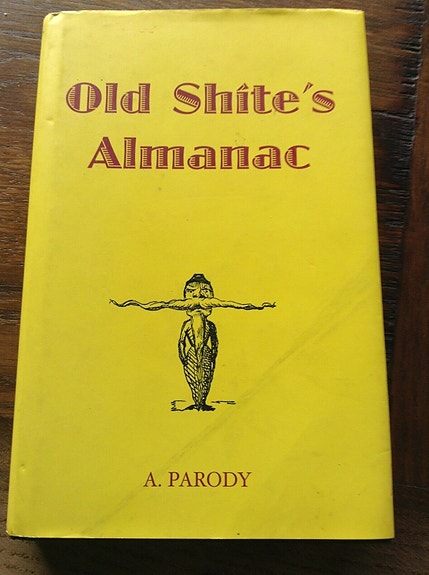 Old Shite's
Almanac
A. PARODY